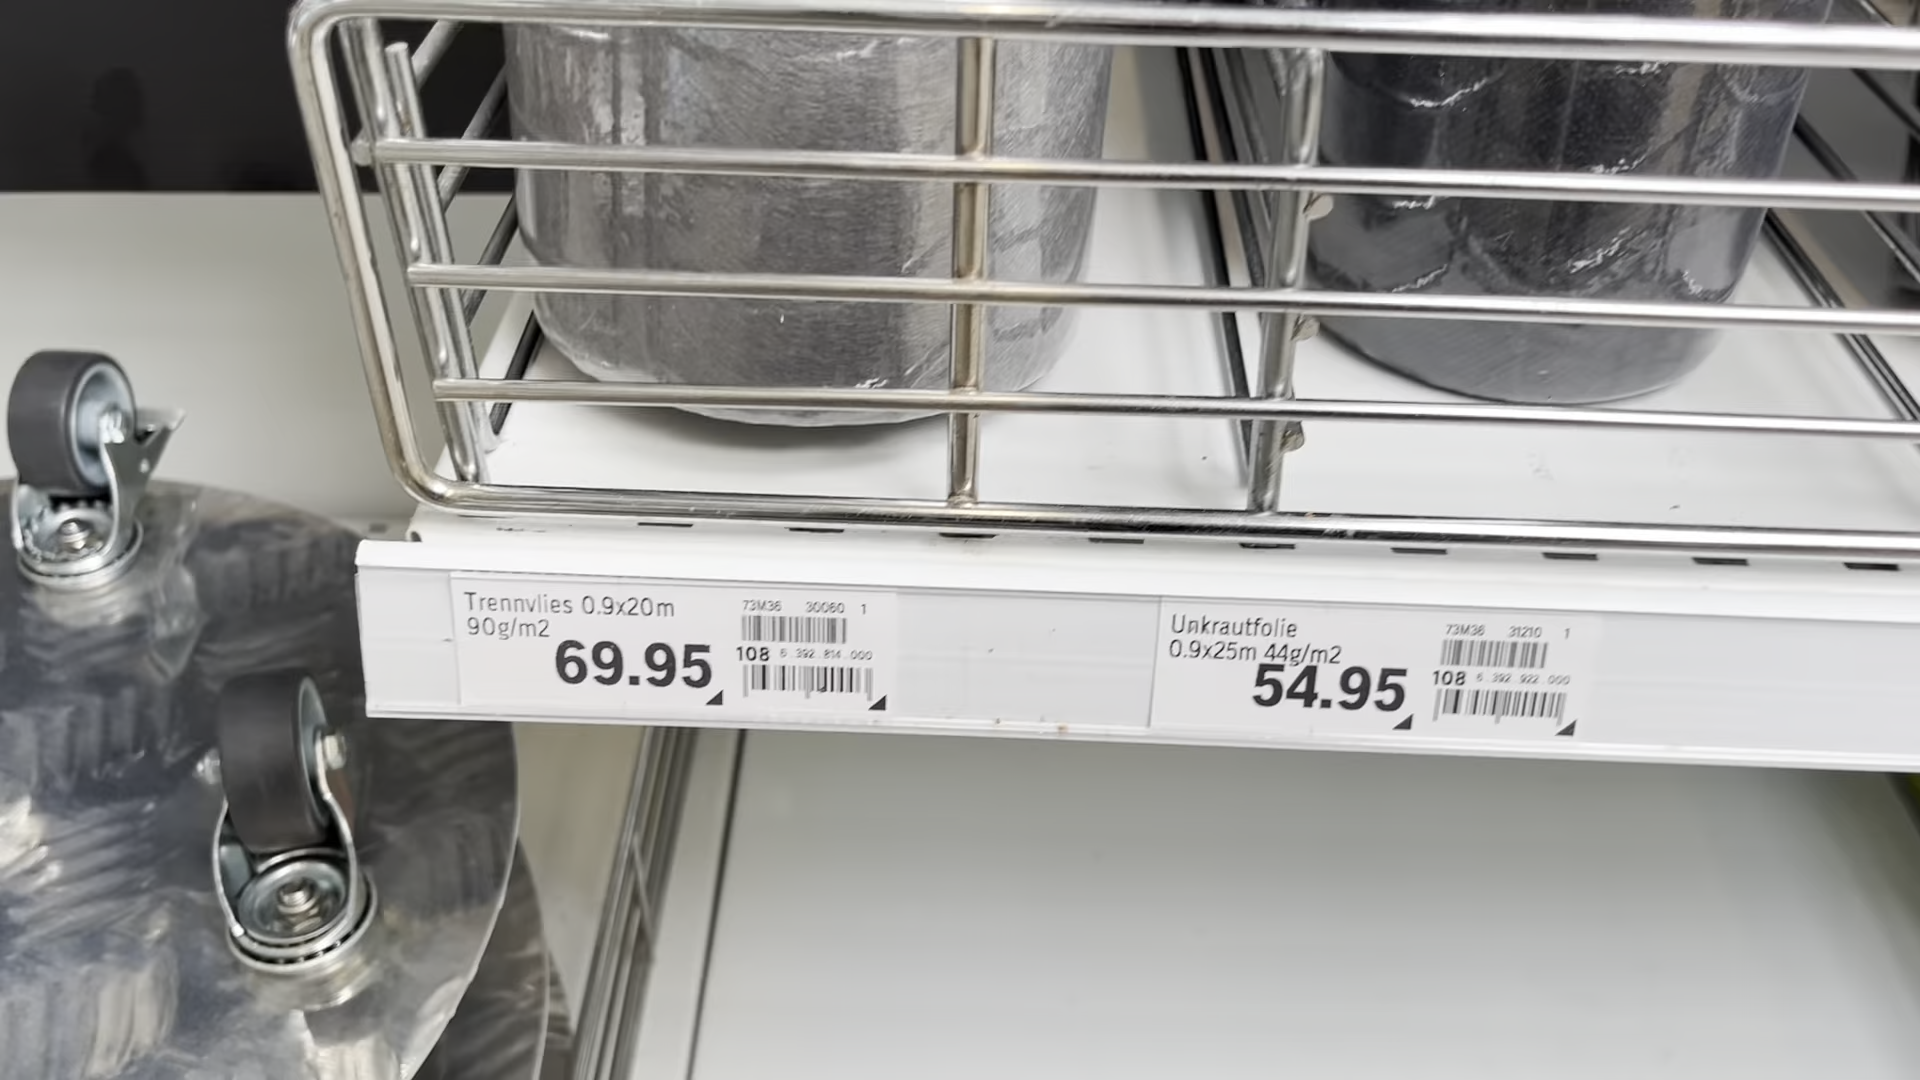 Trennvlies 0.9x20m
90g/m2
69.95
73M36 30060 1
108 6.392.814.000
Unkrautfolie
0.9x25m 44g/m2
54.95
73M36 31210 1
108 6.392.922.000